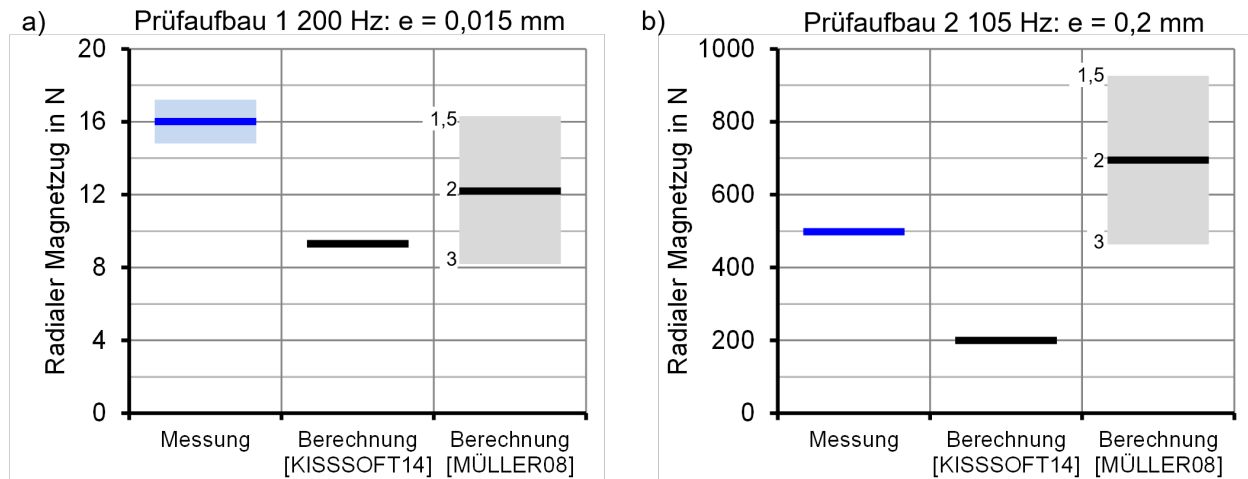 a)
Prüfaufbau 1 200 Hz: e = 0,015 mm
Radialer Magnetzug in N
20
16
12
8
4
0
1,5
2
3
Messung
Berechnung
[KISSSOFT14]
Berechnung
[MÜLLER08]
b)
Prüfaufbau 2 105 Hz: e = 0,2 mm
Radialer Magnetzug in N
1000
800
600
400
200
0
1,5
2
3
Messung
Berechnung
[KISSSOFT14]
Berechnung
[MÜLLER08]